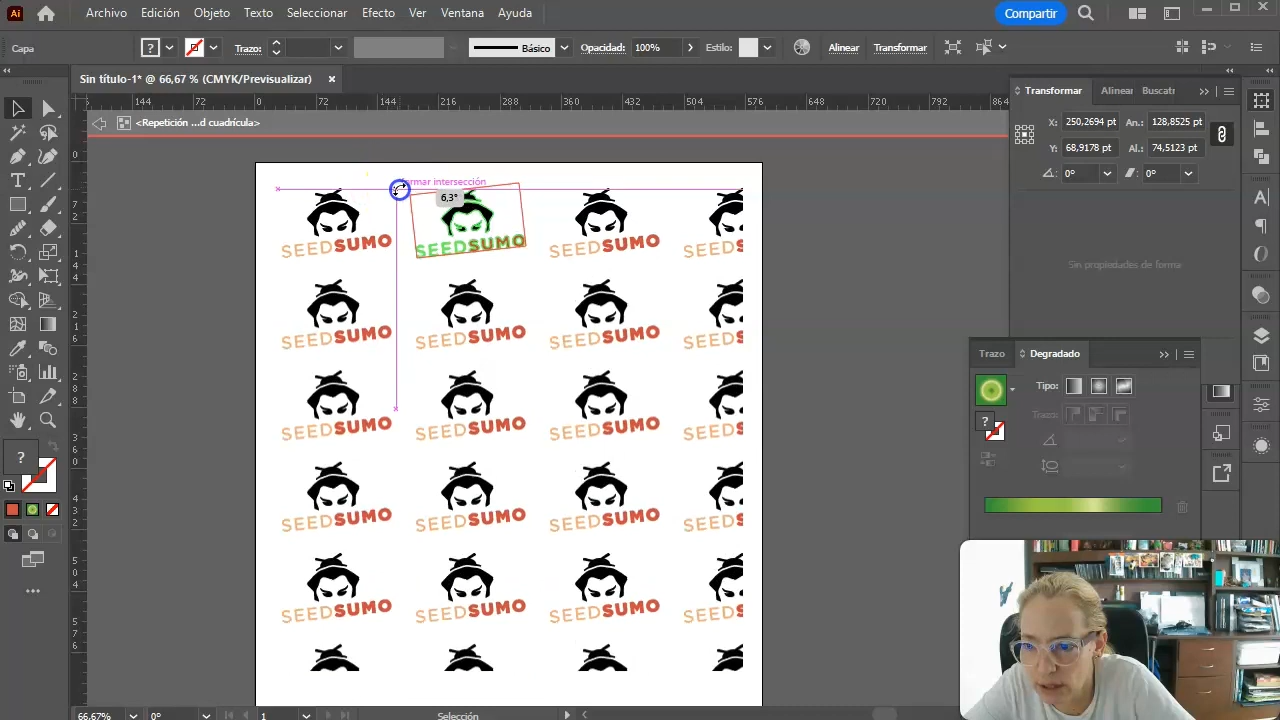 Ai Archivo Edición Objeto Texto Seleccionar Efecto Ver Ventana Ayuda Compartir
Capa ? Trazo: Básico Opacidad: 100% Estilo: Alinear Transformar
Sin título-1* @ 66,67 % (CMYK/Previsualizar) ×
144 72 0 72 144 216 288 360 432 504 576 648 720 792 864
<Repetición ...d cuadrícula>
Transformar Alinear
X: 250,2694 pt An.: 128,8525 pt
Y: 68,9178 pt Al.: 74,5123 pt
0° 0°
Sin propiedades de forma
formar intersección
6,3°
SEEDSUMO SEEDSUMO SEEDSUMO SEEDS
SEEDSUMO SEEDSUMO SEEDSUMO SEEDS
SEEDSUMO SEEDSUMO SEEDSUMO SEEDS
SEEDSUMO SEEDSUMO SEEDSUMO SEEDS
SEEDSUMO SEEDSUMO SEEDSUMO SEEDS
Trazo Degradado
Tipo:
Trazo:
?
?
66,67% 0° 1 Selección